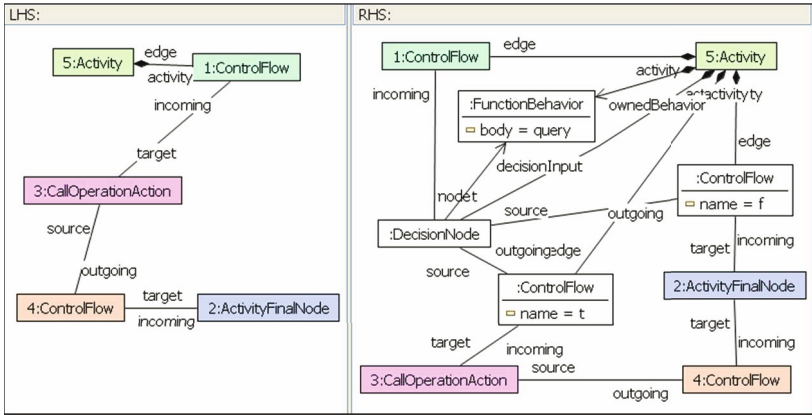 LHS:
5:Activity
edge
activity
1:ControlFlow
incoming
target
3:CallOperationAction
source
outgoing
4:ControlFlow
target
incoming
2:ActivityFinalNode
RHS:
1:ControlFlow
edge
5:Activity
incoming
activity
:FunctionBehavior
body = query
ownedBehavior
decisionInput
edge
:ControlFlow
name = f
source
outgoing
:DecisionNode
source
target
incoming
2:ActivityFinalNode
:ControlFlow
name = t
target
incoming
target
incoming
3:CallOperationAction
source
outgoing
4:ControlFlow